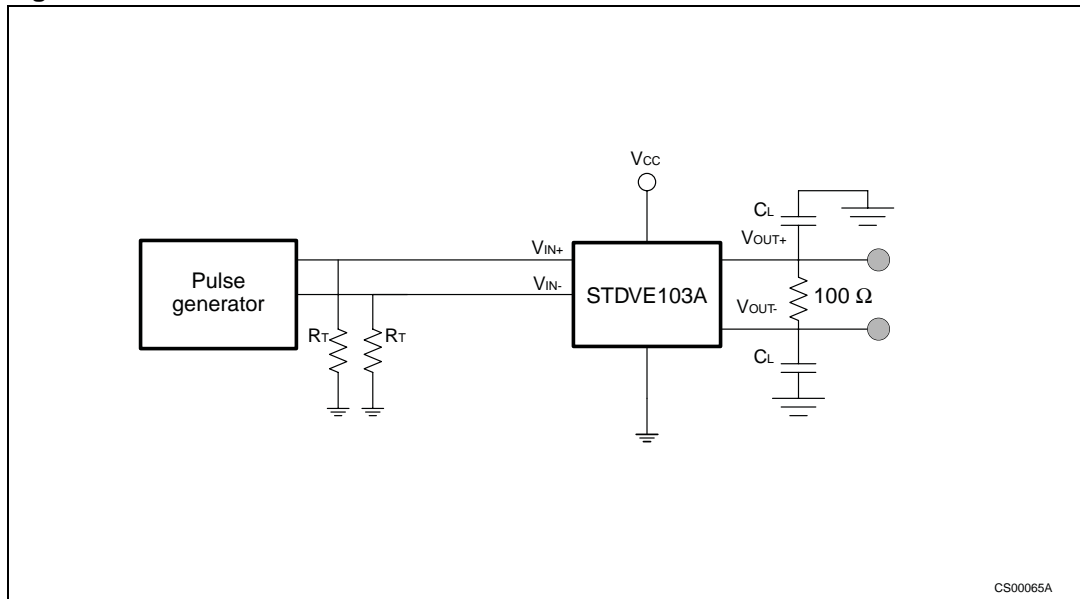 VCC
CL
VOUT+
VIN+
Pulse
generator
VIN-
STDVE103A
VOUT-
100 Ω
RT
RT
CL
CS00065A